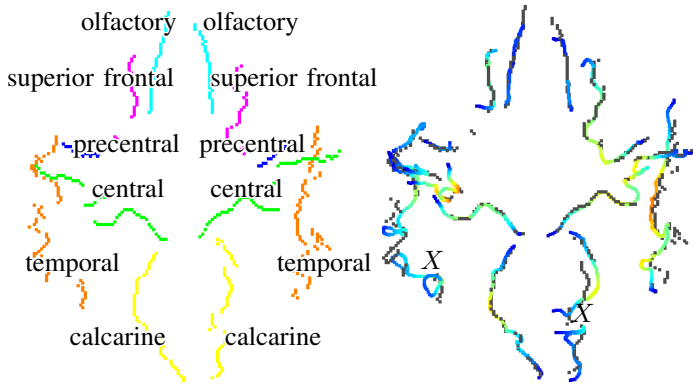 olfactory olfactory
superior frontal superior frontal
precentral precentral
central central
temporal temporal X
X
calcarine calcarine